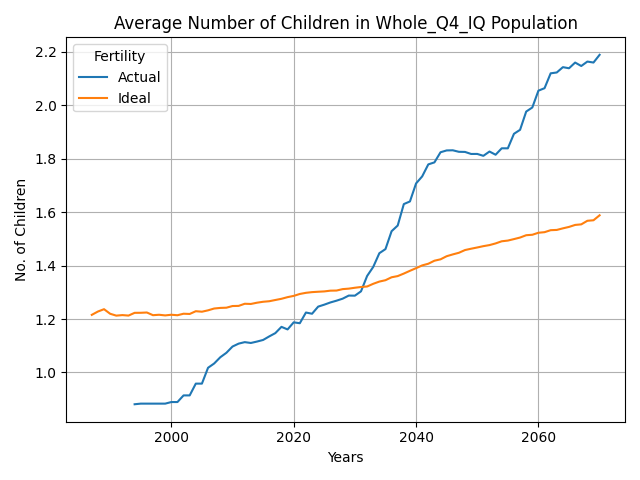 Average Number of Children in Whole_Q4_IQ Population
Fertility
Actual
Ideal
No. of Children
2.2
2.0
1.8
1.6
1.4
1.2
1.0
2000
2020
2040
2060
Years